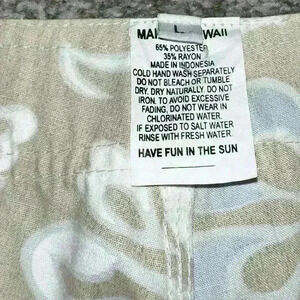 L
65% POLYESTER
35% RAYON
MADE IN INDONESIA
COLD HAND WASH SEPARATELY
DO NOT BLEACH OR TUMBLE
DRY. DRY NATURALLY. DO NOT
IRON. TO AVOID EXCESSIVE
FADING, DO NOT WEAR IN
CHLORINATED WATER.
IF EXPOSED TO SALT WATER
RINSE WITH FRESH WATER.
HAVE FUN IN THE SUN